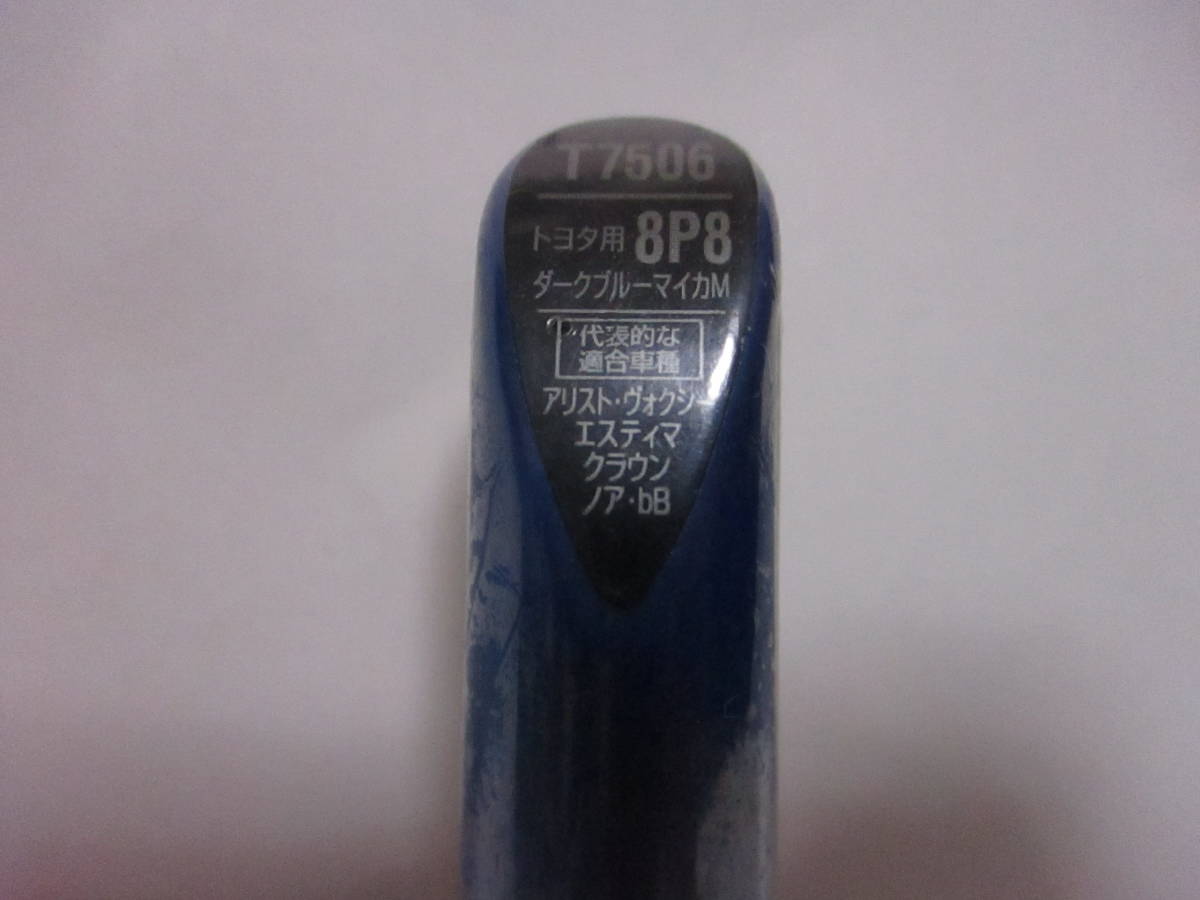 T7506
トヨタ用 8P8
ダークブルーマイカM
代表的な
適合車種
アリスト・ヴォクシー
エスティマ
クラウン
ノア・bB